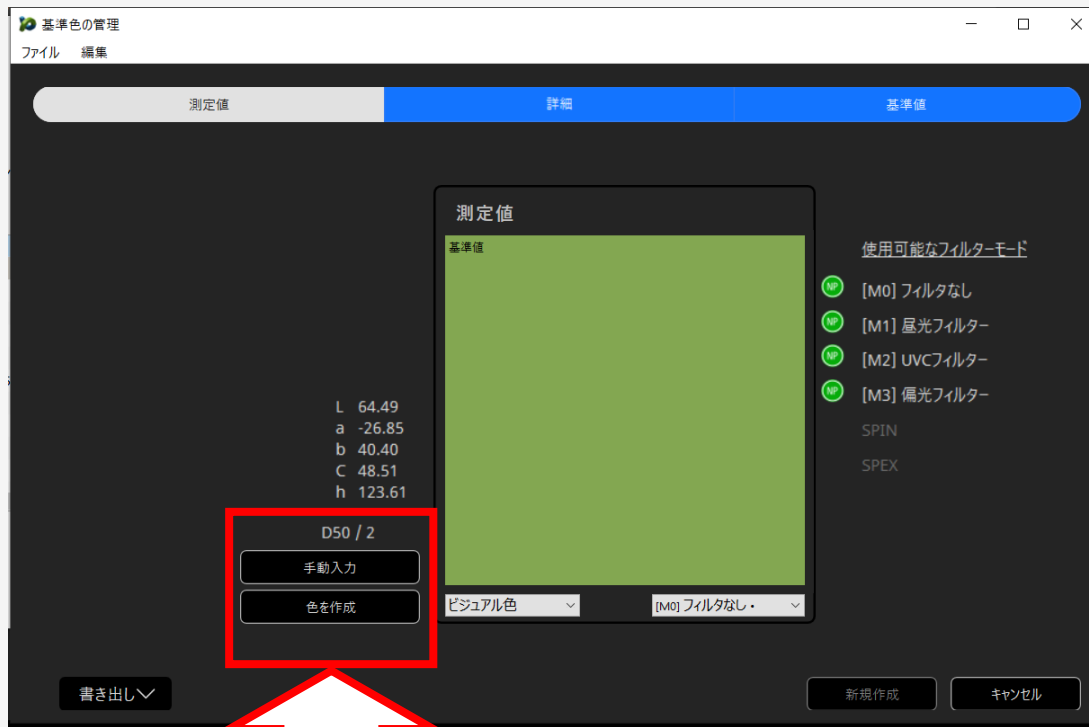 基準色の管理
ファイル 編集
測定値 詳細 基準値
測定値
基準値
使用可能なフィルターモード
NP [M0] フィルタなし
NP [M1] 昼光フィルター
NP [M2] UVCフィルター
NP [M3] 偏光フィルター
SPIN
SPEX
L 64.49
a -26.85
b 40.40
C 48.51
h 123.61
D50 / 2
手動入力
色を作成
ビジュアル色 [M0] フィルタなし・
書き出し 新規作成 キャンセル